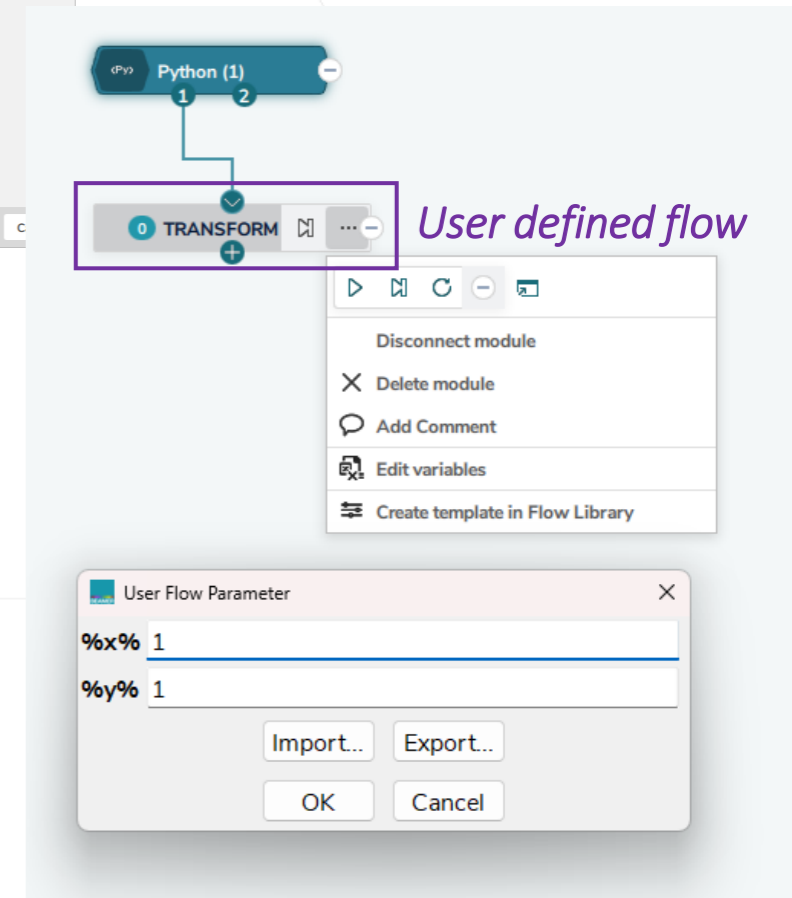 <Py> Python (1)
1 2
0 TRANSFORM ...
User defined flow
Disconnect module
Delete module
Add Comment
Edit variables
Create template in Flow Library
User Flow Parameter
%x% 1
%y% 1
Import... Export...
OK Cancel